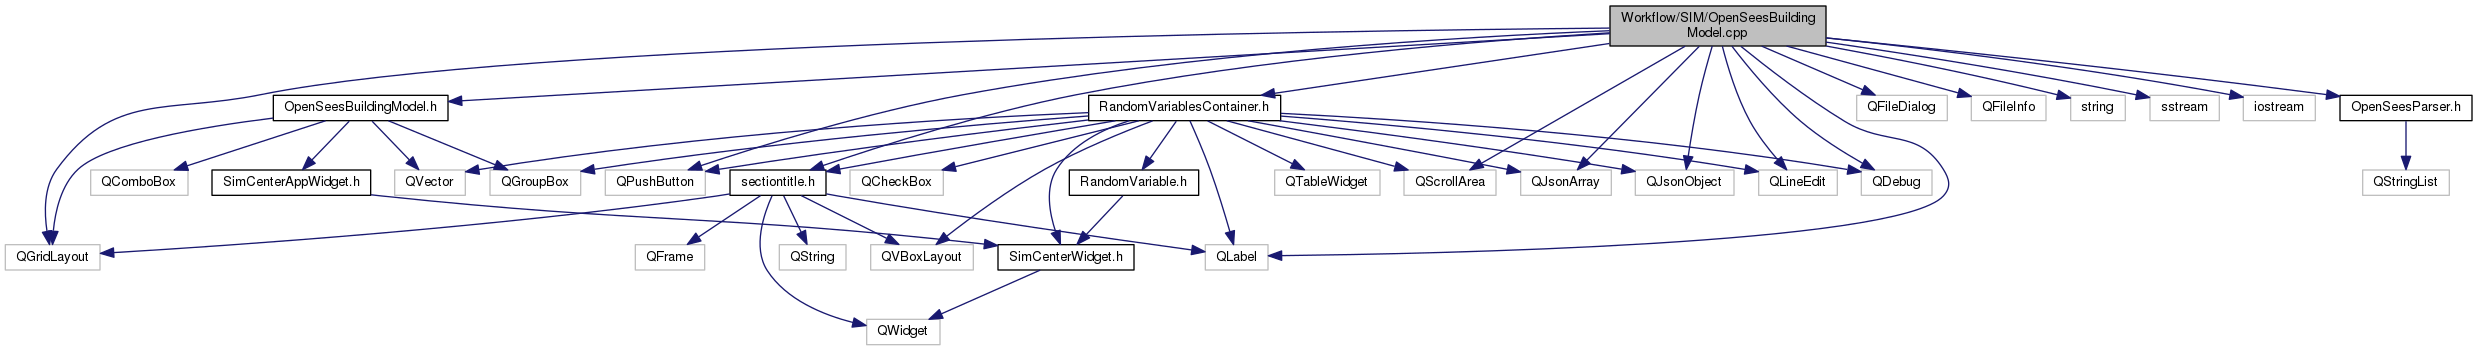 Workflow/SIM/OpenSeesBuilding
Model.cpp
OpenSeesBuildingModel.h
RandomVariablesContainer.h
QFileDialog
QFileInfo
string
sstream
iostream
OpenSeesParser.h
QComboBox
SimCenterAppWidget.h
QVector
QGroupBox
QPushButton
sectiontitle.h
QCheckBox
RandomVariable.h
QTableWidget
QScrollArea
QJsonArray
QJsonObject
QLineEdit
QDebug
QStringList
QGridLayout
QFrame
QString
QVBoxLayout
SimCenterWidget.h
QLabel
QWidget